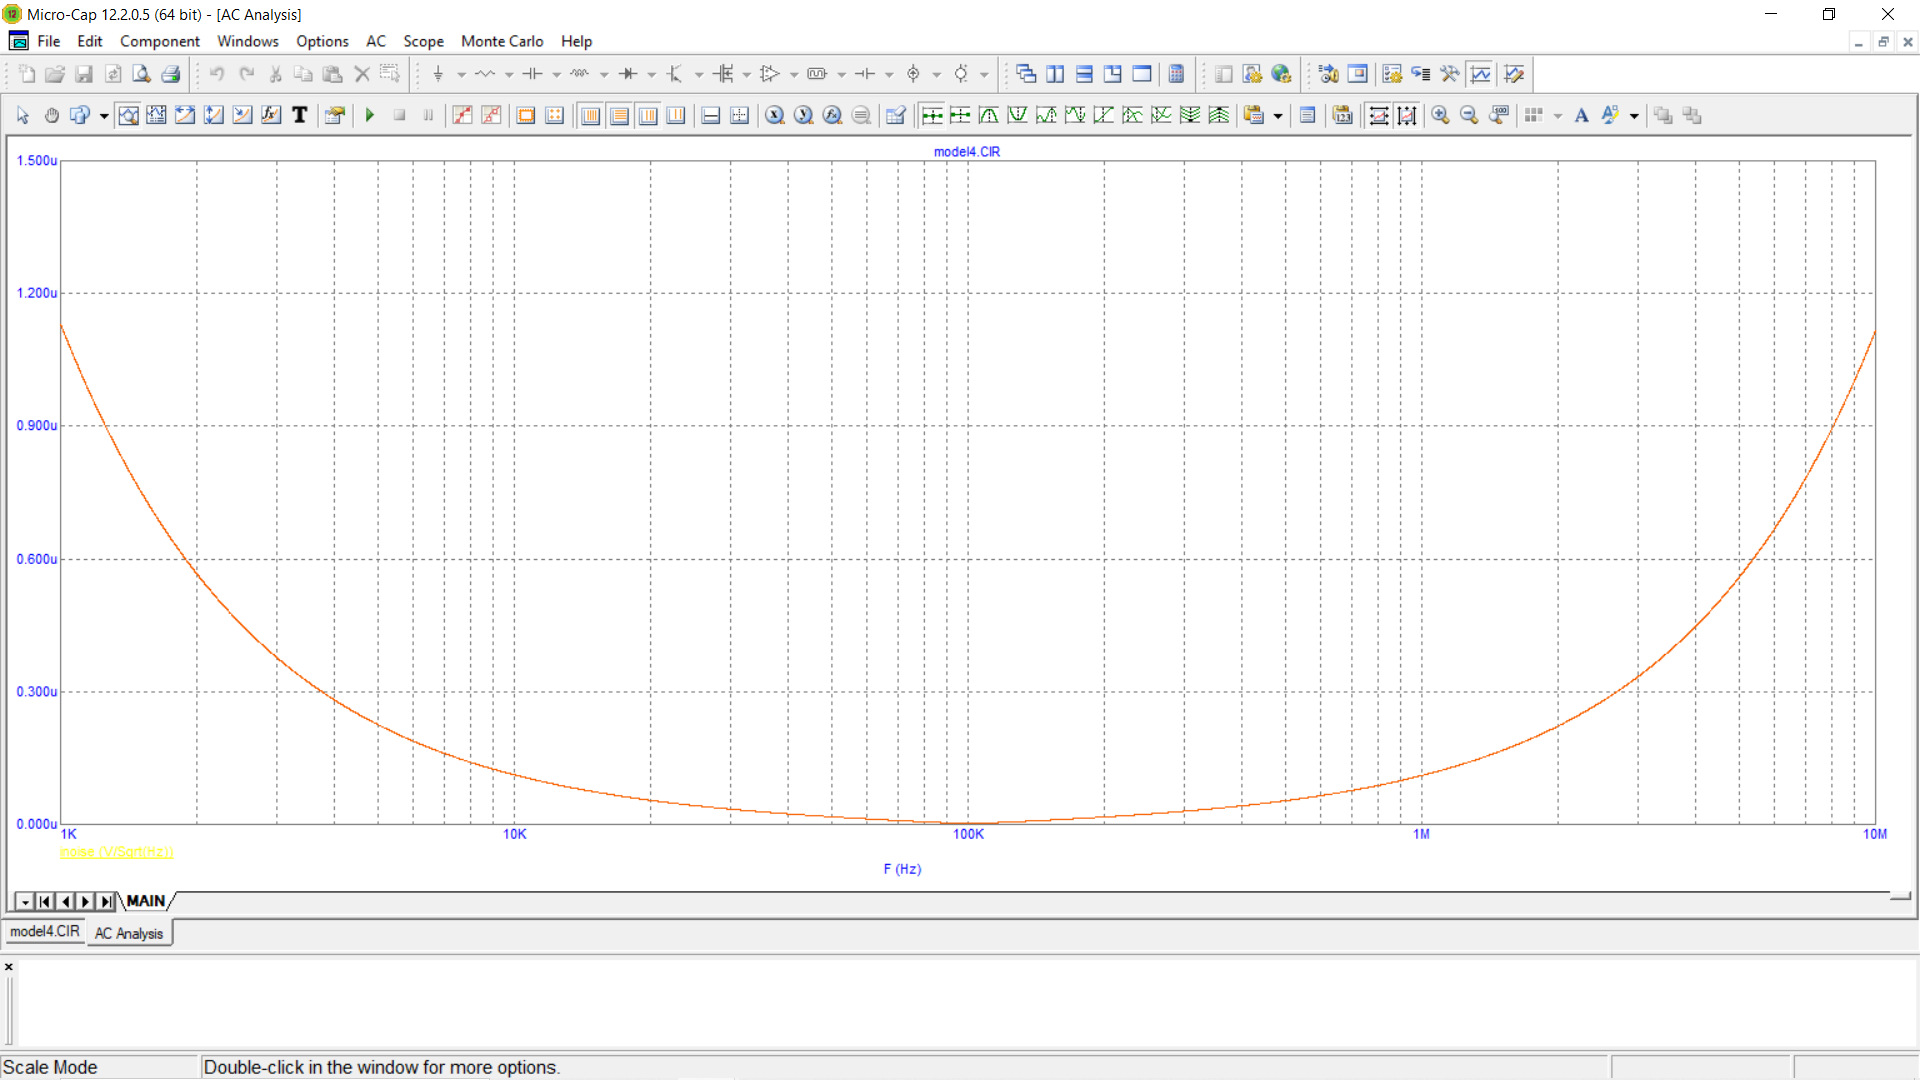 Micro-Cap 12.2.0.5 (64 bit) - [AC Analysis]
File Edit Component Windows Options AC Scope Monte Carlo Help
model4.CIR
1.500u
1.200u
0.900u
0.600u
0.300u
0.000u
1K 10K 100K 1M 10M
inoise (V/Sqrt(Hz))
F (Hz)
MAIN
model4.CIR AC Analysis
Scale Mode Double-click in the window for more options.